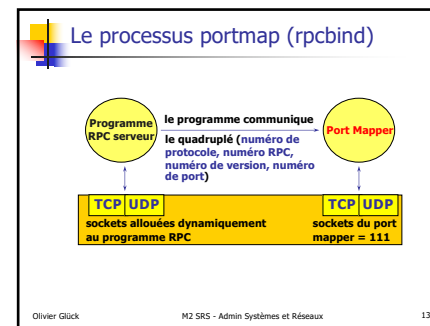 Le processus portmap (rpcbind)
Programme
RPC serveur
le programme communique
le quadruplé (numéro de
protocole, numéro RPC,
numéro de version, numéro
de port)
Port Mapper
TCP UDP
sockets allouées dynamiquement
au programme RPC
TCP UDP
sockets du port
mapper = 111
Olivier Glück
M2 SRS - Admin Systèmes et Réseaux
13